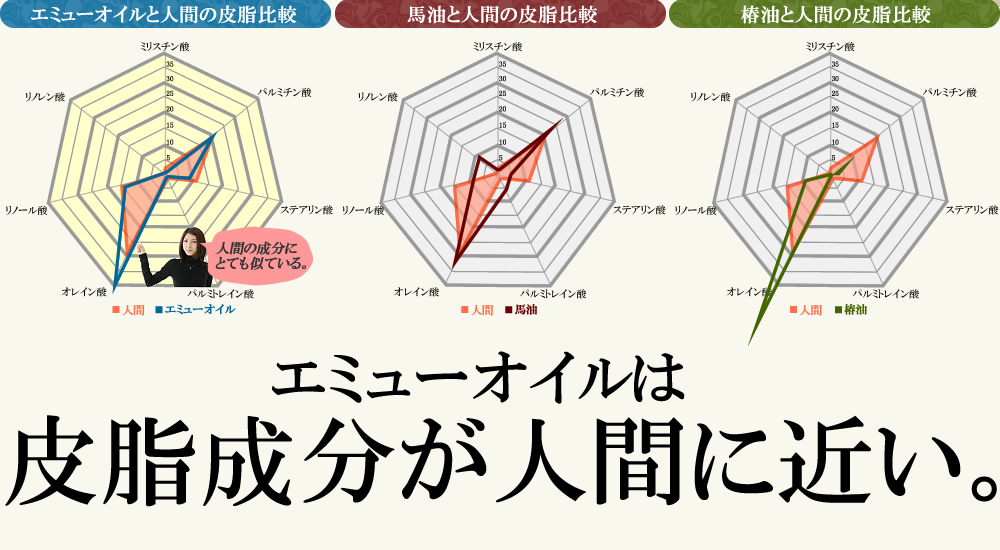 エミューオイルと人間の皮脂比較
ミリスチン酸
パルミチン酸
ステアリン酸
パルミトレイン酸
オレイン酸
リノール酸
リノレン酸
35
30
25
20
15
10
5
人間の成分に
とても似ている。
人間 エミューオイル
馬油と人間の皮脂比較
ミリスチン酸
パルミチン酸
ステアリン酸
パルミトレイン酸
オレイン酸
リノール酸
リノレン酸
35
30
25
20
15
10
5
人間 馬油
椿油と人間の皮脂比較
ミリスチン酸
パルミチン酸
ステアリン酸
パルミトレイン酸
オレイン酸
リノール酸
リノレン酸
35
30
25
20
15
10
5
人間 椿油
エミューオイルは
皮脂成分が人間に近い。